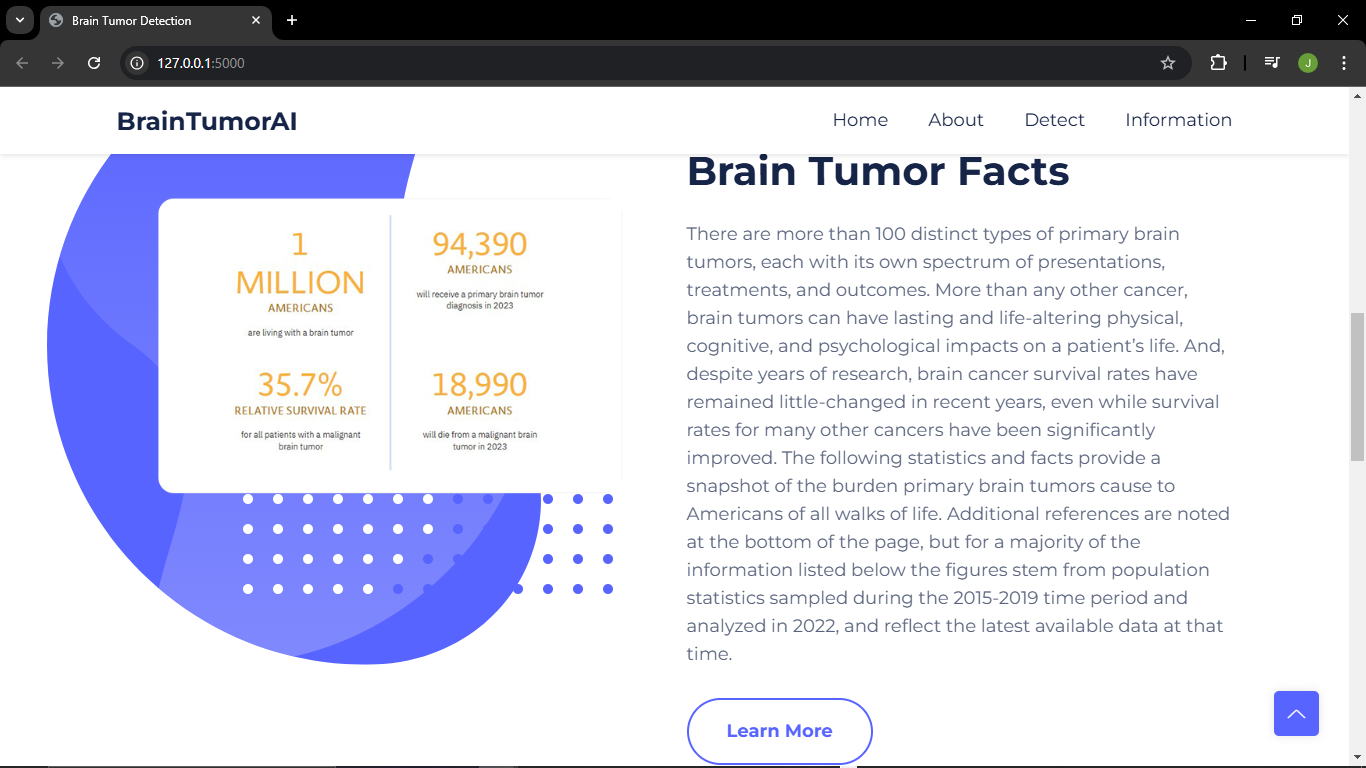 Brain Tumor Detection
127.0.0.1:5000
J
BrainTumorAI
Home
About
Detect
Information
1
MILLION
AMERICANS
are living with a brain tumor
94,390
AMERICANS
will receive a primary brain tumor
diagnosis in 2023
35.7%
RELATIVE SURVIVAL RATE
for all patients with a malignant
brain tumor
18,990
AMERICANS
will die from a malignant brain
tumor in 2023
Brain Tumor Facts
There are more than 100 distinct types of primary brain
tumors, each with its own spectrum of presentations,
treatments, and outcomes. More than any other cancer,
brain tumors can have lasting and life-altering physical,
cognitive, and psychological impacts on a patient’s life. And,
despite years of research, brain cancer survival rates have
remained little-changed in recent years, even while survival
rates for many other cancers have been significantly
improved. The following statistics and facts provide a
snapshot of the burden primary brain tumors cause to
Americans of all walks of life. Additional references are noted
at the bottom of the page, but for a majority of the
information listed below the figures stem from population
statistics sampled during the 2015-2019 time period and
analyzed in 2022, and reflect the latest available data at that
time.
Learn More